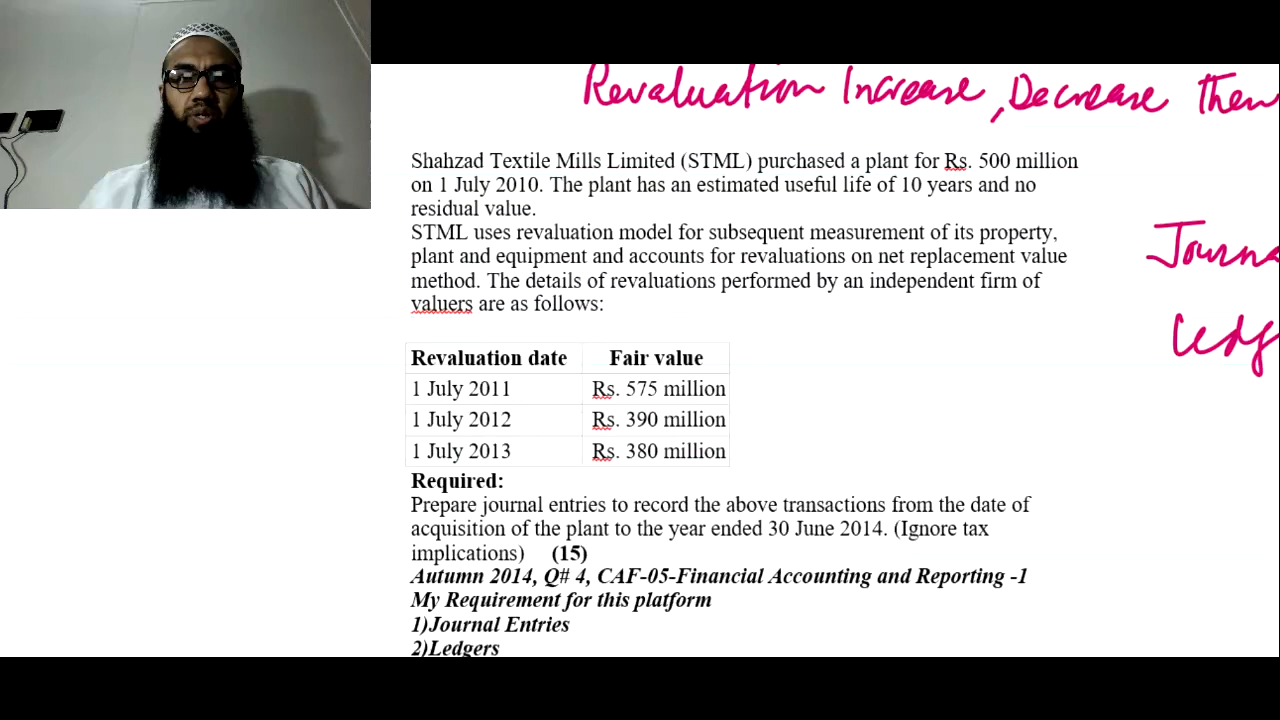 Revaluation Increase, Decrease Then
Shahzad Textile Mills Limited (STML) purchased a plant for Rs. 500 million
on 1 July 2010. The plant has an estimated useful life of 10 years and no
residual value.
STML uses revaluation model for subsequent measurement of its property,
plant and equipment and accounts for revaluations on net replacement value
method. The details of revaluations performed by an independent firm of
valuers are as follows:
Journa
Ledg
Revaluation date Fair value
1 July 2011 Rs. 575 million
1 July 2012 Rs. 390 million
1 July 2013 Rs. 380 million
Required:
Prepare journal entries to record the above transactions from the date of
acquisition of the plant to the year ended 30 June 2014. (Ignore tax
implications) (15)
Autumn 2014, Q# 4, CAF-05-Financial Accounting and Reporting -1
My Requirement for this platform
1)Journal Entries
2)Ledgers